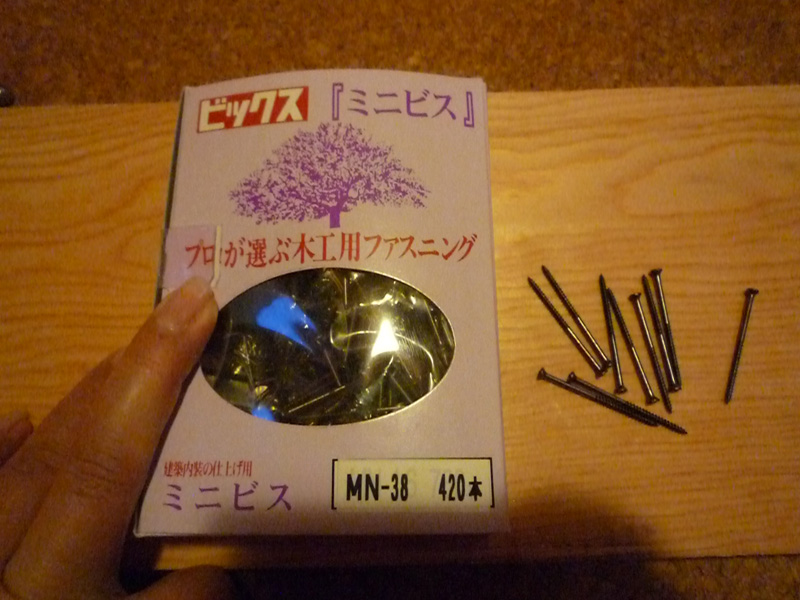 ビックス 『ミニビス』
プロが選ぶ木工用ファスニング
建築内装の仕上げ用
ミニビス
MN-38 420本